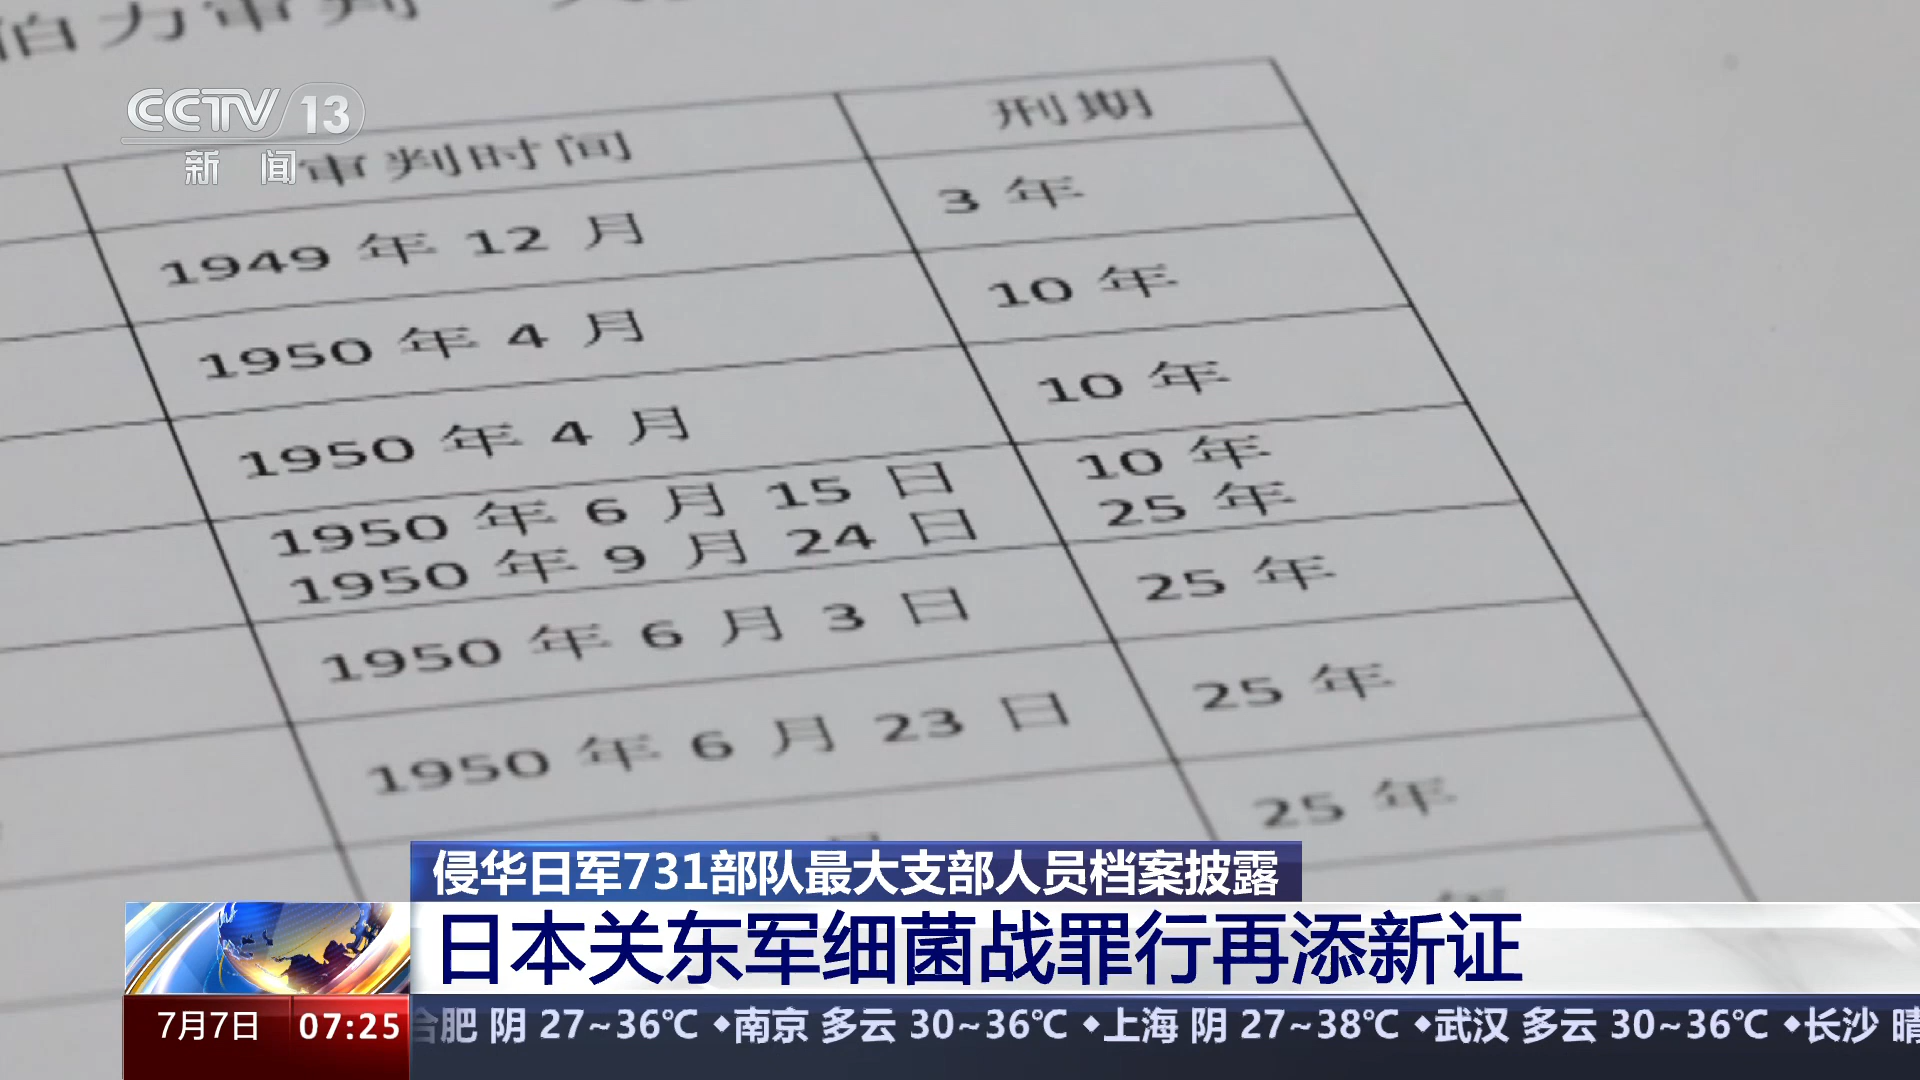 伯力审判
CCTV 13
新闻
审判时间 刑期
1949 年 12 月 3 年
1950 年 4 月 10 年
1950 年 4 月 10 年
1950 年 6 月 15 日 10 年
1950 年 9 月 24 日 25 年
1950 年 6 月 3 日 25 年
1950 年 6 月 23 日 25 年
25 年
侵华日军731部队最大支部人员档案披露
日本关东军细菌战罪行再添新证
7月7日 07:25 合肥 阴 27~36℃ ◆南京 多云 30~36℃ ◆上海 阴 27~38℃ ◆武汉 多云 30~36℃ ◆长沙 晴